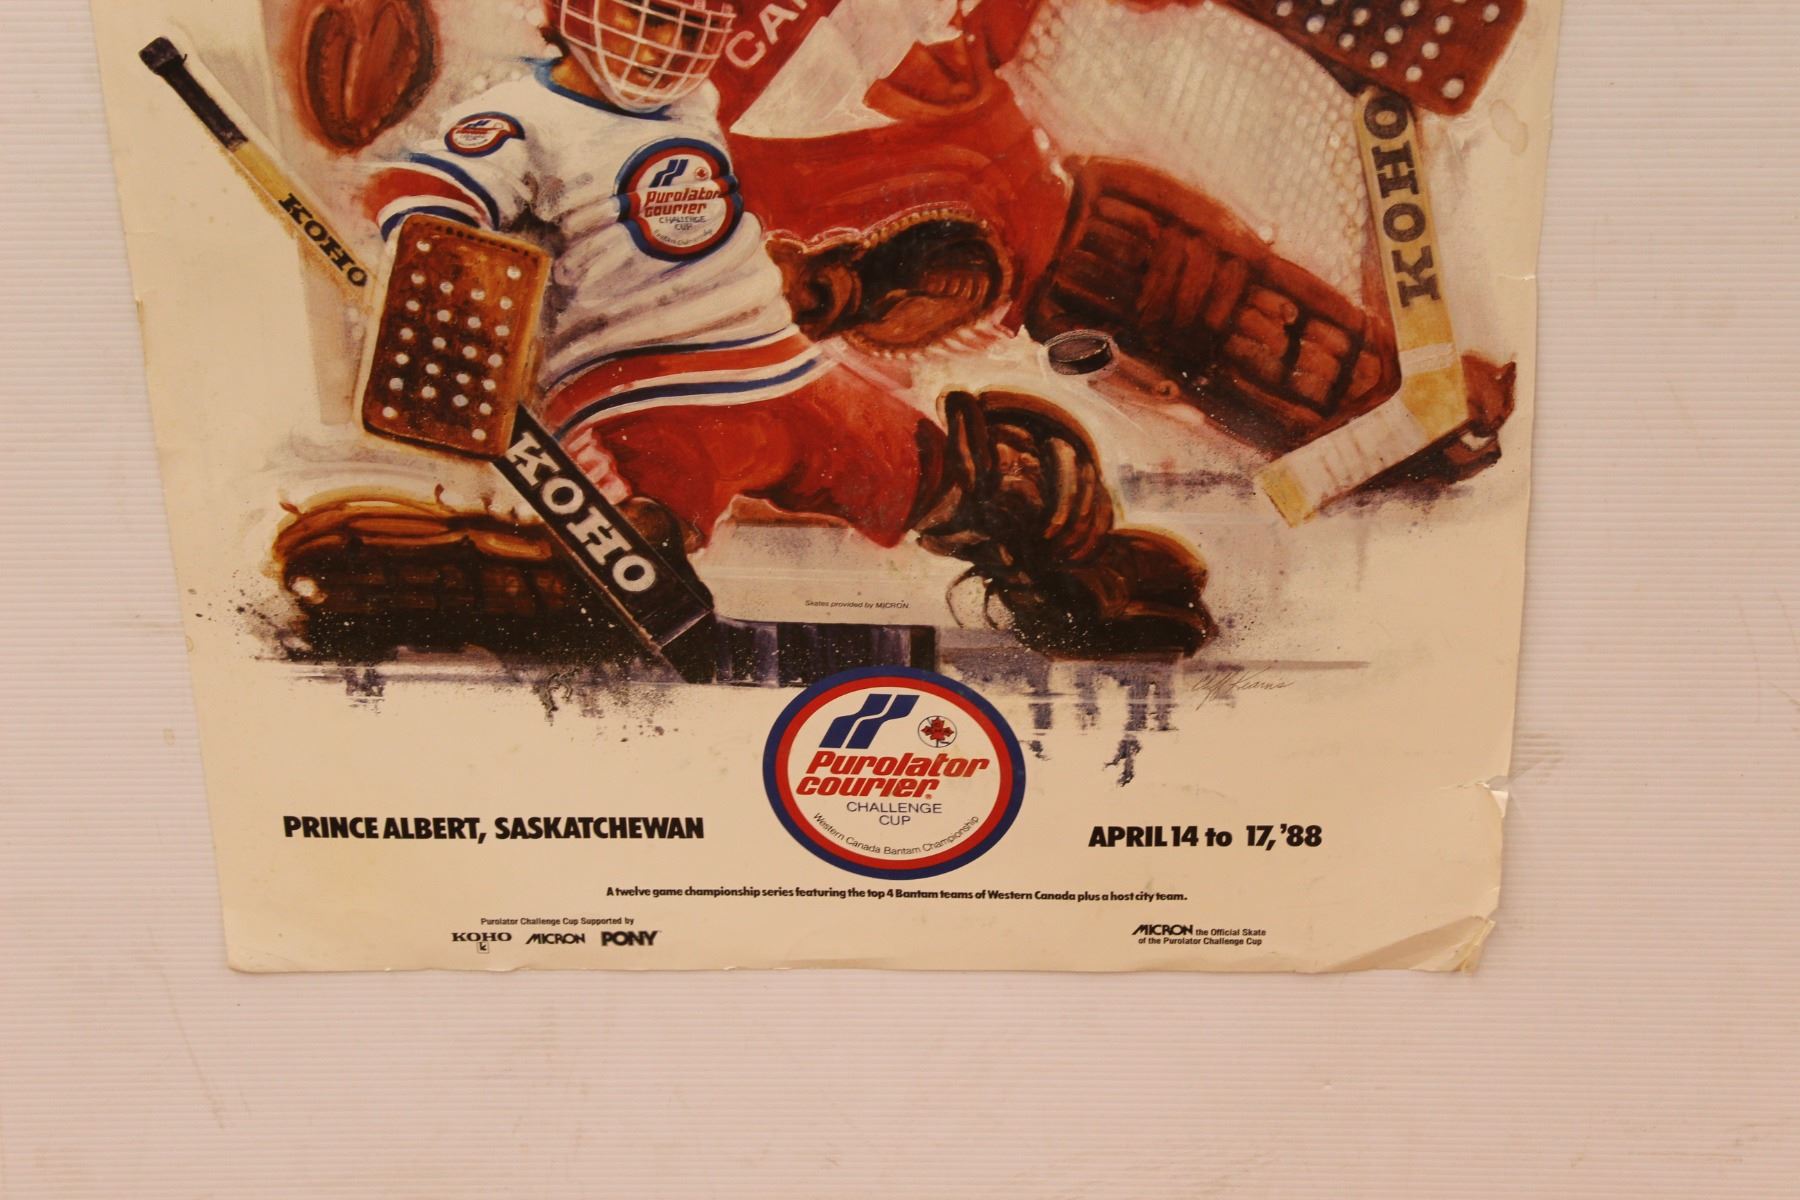 CA
KOHO
KOHO
Purolator
courier
CHALLENGE
CUP
KOHO
Skates provided by MICRON.
Cliff Kearns
Purolator
courier®
CHALLENGE
CUP
Western Canada Bantam Championship
PRINCE ALBERT, SASKATCHEWAN
APRIL 14 to 17, '88
A twelve game championship series featuring the top 4 Bantam teams of Western Canada plus a host city team.
Purolator Challenge Cup Supported by
KOHO MICRON PONY
MICRON the Official Skate
of the Purolator Challenge Cup